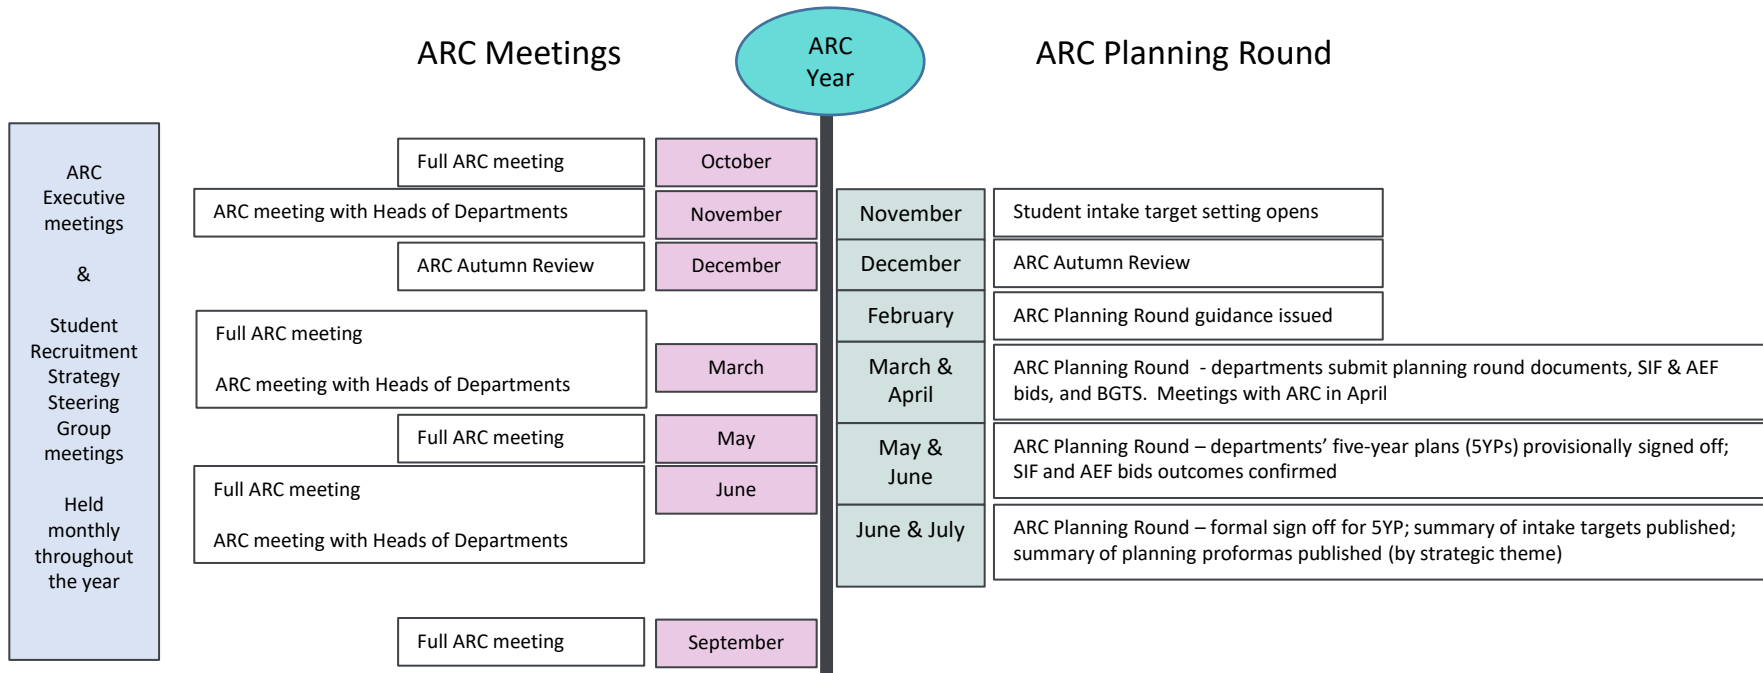 ARC Meetings
ARC
Year
ARC Planning Round
ARC
Executive
meetings
&
Student
Recruitment
Strategy
Steering
Group
meetings
Held
monthly
throughout
the year
Full ARC meeting
October
ARC meeting with Heads of Departments
November
ARC Autumn Review
December
Full ARC meeting
ARC meeting with Heads of Departments
March
Full ARC meeting
May
Full ARC meeting
ARC meeting with Heads of Departments
June
Full ARC meeting
September
November
Student intake target setting opens
December
ARC Autumn Review
February
ARC Planning Round guidance issued
March &
April
ARC Planning Round - departments submit planning round documents, SIF & AEF
bids, and BGTS. Meetings with ARC in April
May &
June
ARC Planning Round – departments’ five-year plans (5YPs) provisionally signed off;
SIF and AEF bids outcomes confirmed
June & July
ARC Planning Round – formal sign off for 5YP; summary of intake targets published;
summary of planning proformas published (by strategic theme)